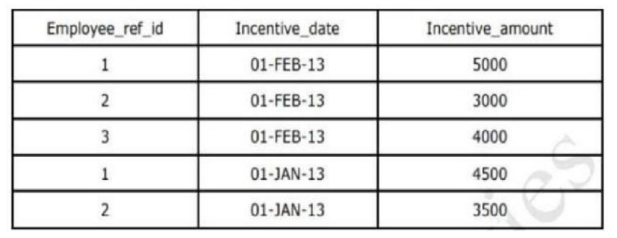 Employee_ref_id Incentive_date Incentive_amount
1 01-FEB-13 5000
2 01-FEB-13 3000
3 01-FEB-13 4000
1 01-JAN-13 4500
2 01-JAN-13 3500